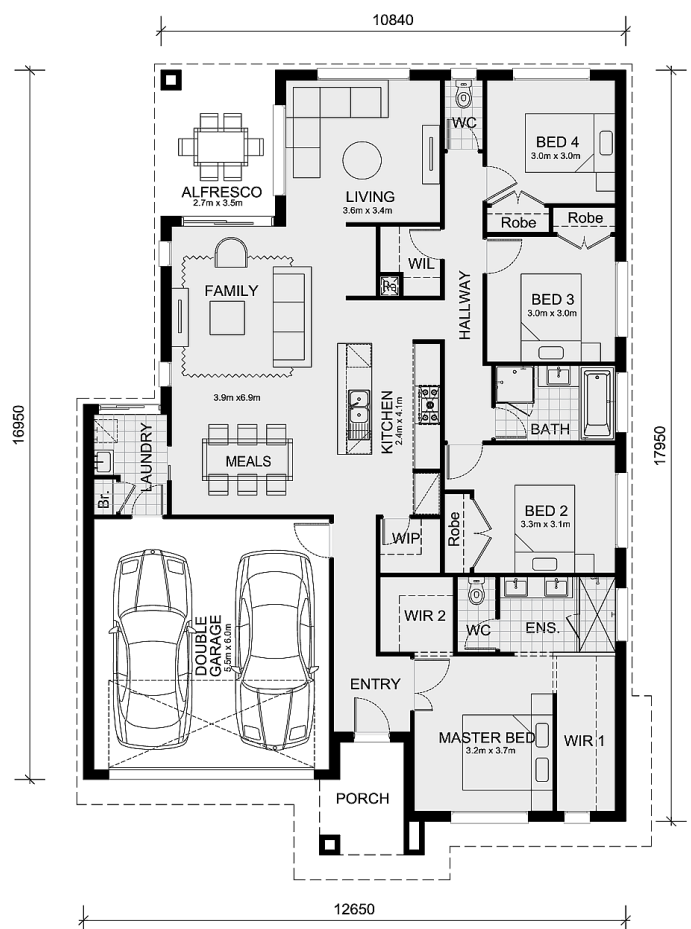 10840
16950
17950
12650
WC
BED 4
3.0m x 3.0m
ALFRESCO
2.7m x 3.5m
LIVING
3.6m x 3.4m
Robe
Robe
WIL
FAMILY
HALLWAY
BED 3
3.0m x 3.0m
3.9m x6.9m
KITCHEN
2.4m x 4.1m
LAUNDRY
MEALS
BATH
Br.
Robe
BED 2
3.3m x 3.1m
WIP
WIR 2
WC
ENS.
DOUBLE
GARAGE
5.5m x 6.0m
ENTRY
MASTER BED
3.2m x 3.7m
WIR 1
PORCH